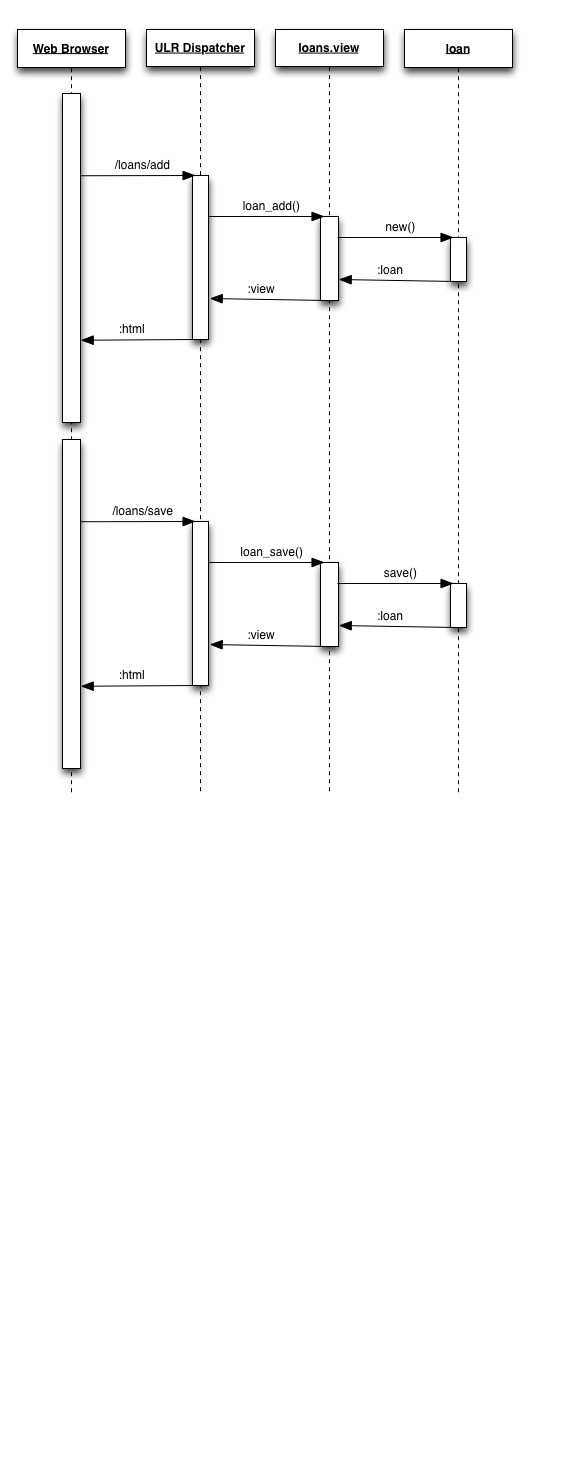 Web Browser
ULR Dispatcher
loans.view
loan
/loans/add
loan_add()
new()
:loan
:view
:html
/loans/save
loan_save()
save()
:loan
:view
:html